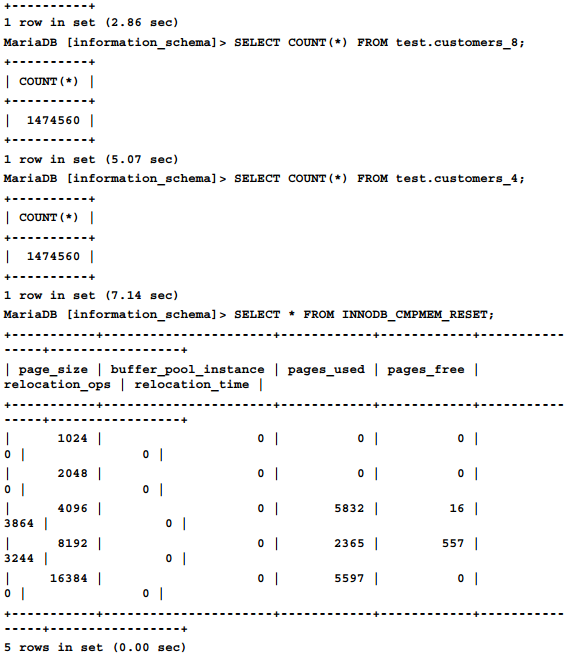 +----------+
1 row in set (2.86 sec)
MariaDB [information_schema]> SELECT COUNT(*) FROM test.customers_8;
+----------+
| COUNT(*) |
+----------+
|  1474560 |
+----------+
1 row in set (5.07 sec)
MariaDB [information_schema]> SELECT COUNT(*) FROM test.customers_4;
+----------+
| COUNT(*) |
+----------+
|  1474560 |
+----------+
1 row in set (7.14 sec)
MariaDB [information_schema]> SELECT * FROM INNODB_CMPMEM_RESET;
+-----------+----------------------+------------+------------+-----------
-----+-----------------+
| page_size | buffer_pool_instance | pages_used | pages_free |
relocation_ops | relocation_time |
+-----------+----------------------+------------+------------+-----------
-----+-----------------+
|      1024 |                    0 |          0 |          0 |
0 |               0 |
|      2048 |                    0 |          0 |          0 |
0 |               0 |
|      4096 |                    0 |       5832 |         16 |
3864 |               0 |
|      8192 |                    0 |       2365 |        557 |
3244 |               0 |
|     16384 |                    0 |       5597 |          0 |
0 |               0 |
+-----------+----------------------+------------+------------+-----------
-----+-----------------+
5 rows in set (0.00 sec)